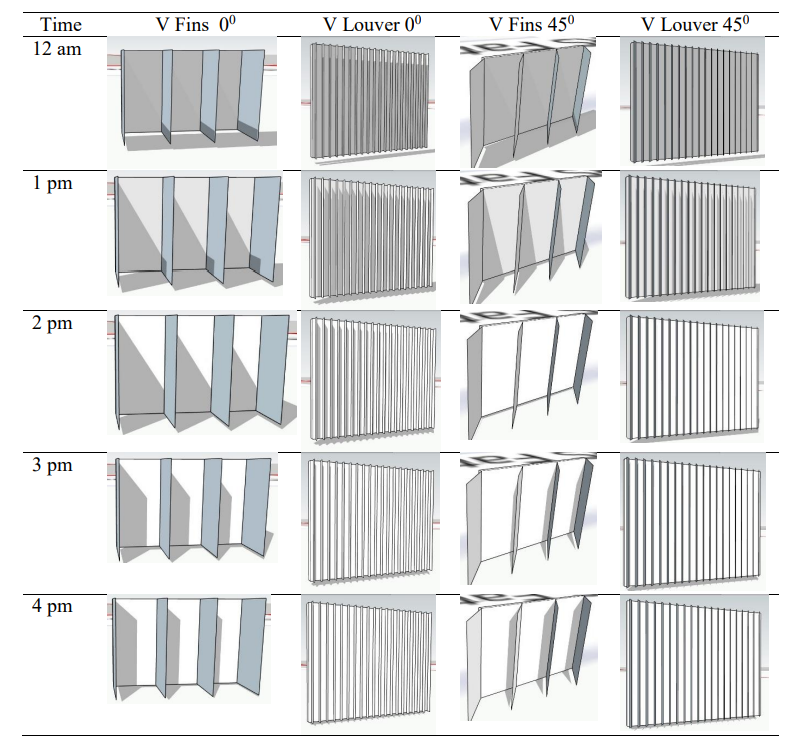 Time V Fins 0⁰ V Louver 0⁰ V Fins 45⁰ V Louver 45⁰
12 am
1 pm
2 pm
3 pm
4 pm